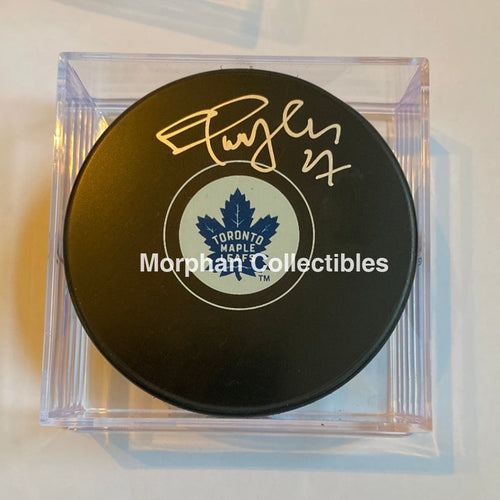 27
TORONTO
MAPLE
LEAFS
TM
Morphan Collectibles